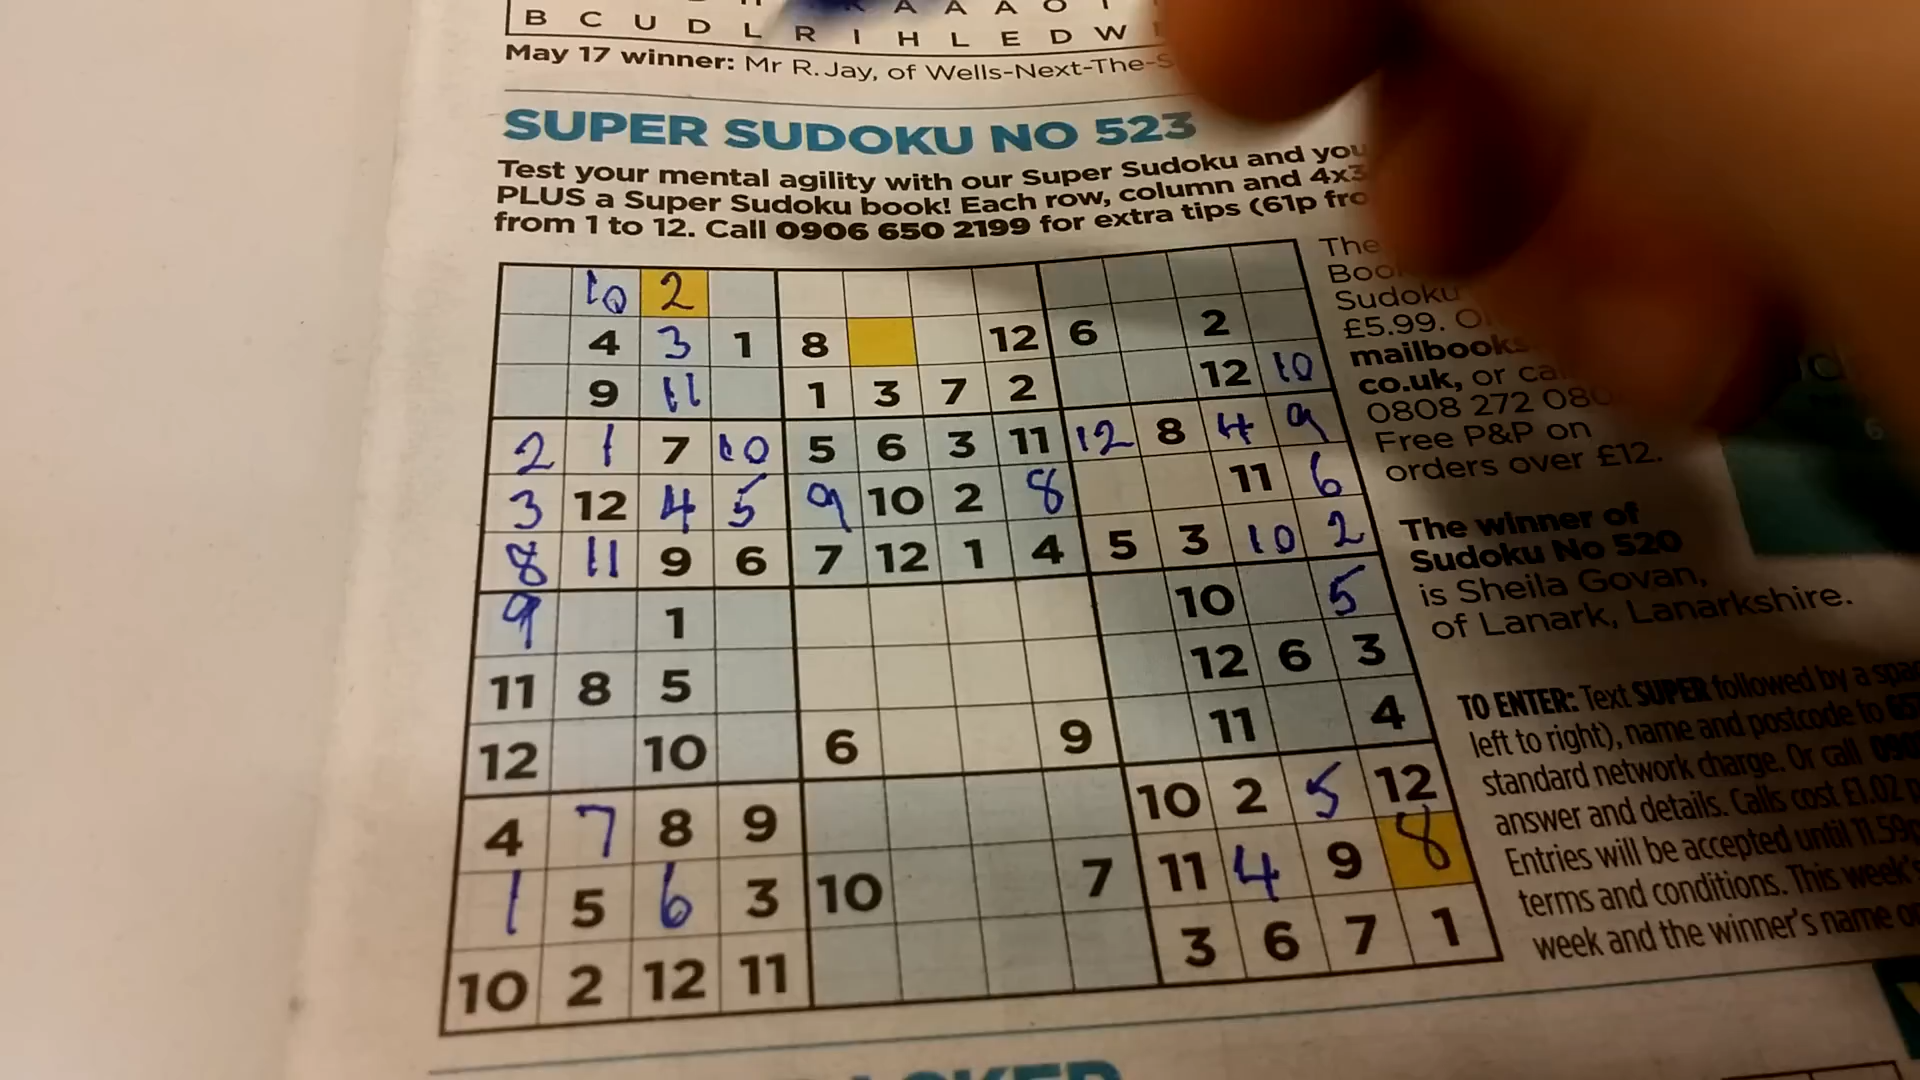 B C U D L R I H L E D W
May 17 winner: Mr R. Jay, of Wells-Next-The-S
SUPER SUDOKU NO 523
Test your mental agility with our Super Sudoku and you
PLUS a Super Sudoku book! Each row, column and 4x3
from 1 to 12. Call 0906 650 2199 for extra tips (61p fro
10 2
4 3 1 8 12 6 2
9 11 1 3 7 2 12 10
2 1 7 10 5 6 3 11 12 8 4 9
3 12 4 5 9 10 2 8 11 6
8 11 9 6 7 12 1 4 5 3 10 2
9 1 10 5
11 8 5 12 6 3
12 10 6 9 11 4
4 7 8 9 10 2 5 12
1 5 6 3 10 7 11 4 9 8
10 2 12 11 3 6 7 1
The
Sudoku
£5.99.
mailbooks
co.uk, or
0808 272 080
Free P&P on
orders over £12.
The winner of
Sudoku No 520
is Sheila Govan,
of Lanark, Lanarkshire.
TO ENTER: Text SUPER followed by a spa
left to right), name and postcode to
standard network charge. Or call
answer and details. Calls cost £1.02 p
Entries will be accepted until 11.59p
terms and conditions. This week's
week and the winner's name